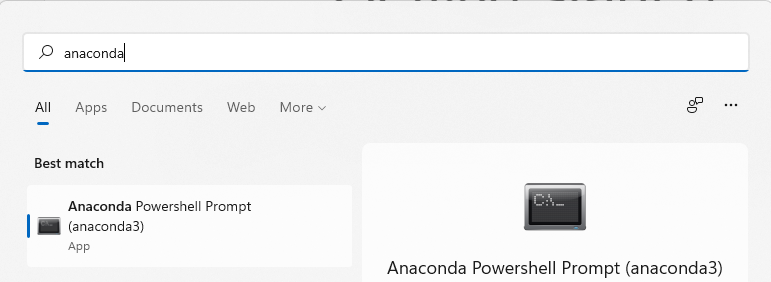 anaconda
All Apps Documents Web More
Best match
Anaconda Powershell Prompt
(anaconda3)
App
C:\_
Anaconda Powershell Prompt (anaconda3)